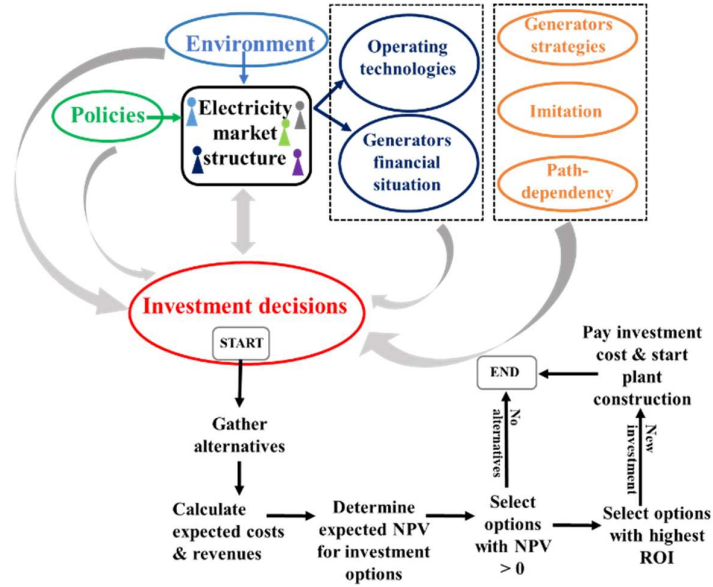 Environment
Policies
Electricity
market
structure
Operating
technologies
Generators
financial
situation
Generators
strategies
Imitation
Path-
dependency
Investment decisions
START
Gather
alternatives
Calculate
expected costs
& revenues
Determine
expected NPV
for investment
options
Select
options
with NPV
> 0
No
alternatives
END
Select options
with highest
ROI
New
investment
Pay investment
cost & start
plant
construction